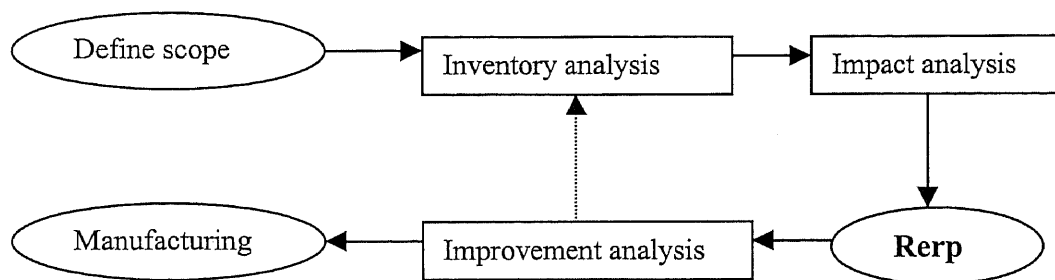 Define scope
Inventory analysis
Impact analysis
Manufacturing
Improvement analysis
Rerp